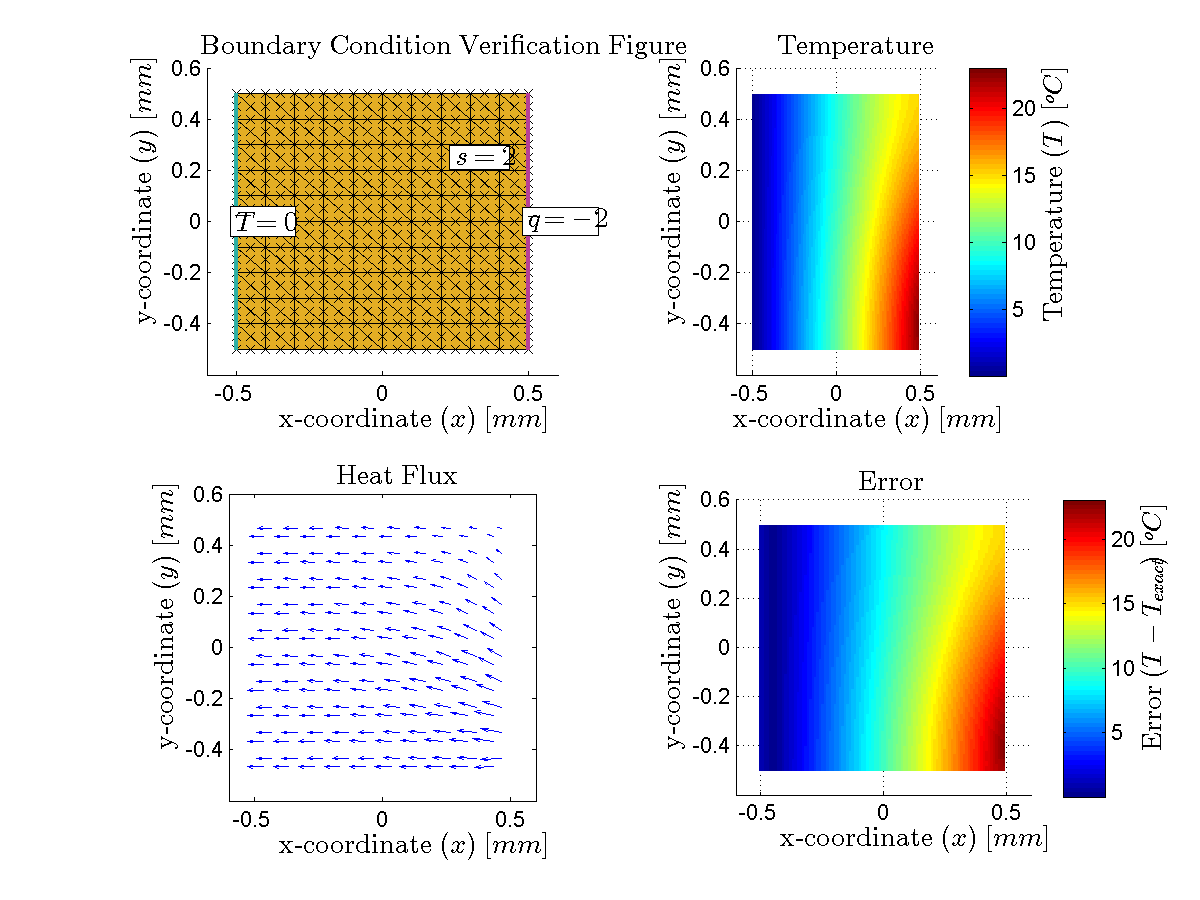 Boundary Condition Verification Figure
0.6
0.4
0.2
0
-0.2
-0.4
y-coordinate (y) [mm]
s = 2
T = 0
q = −2
-0.5
0
0.5
x-coordinate (x) [mm]
Temperature
0.6
0.4
0.2
0
-0.2
-0.4
y-coordinate (y) [mm]
-0.5
0
0.5
x-coordinate (x) [mm]
20
15
10
5
Temperature (T) [ºC]
Heat Flux
0.6
0.4
0.2
0
-0.2
-0.4
y-coordinate (y) [mm]
-0.5
0
0.5
x-coordinate (x) [mm]
Error
0.6
0.4
0.2
0
-0.2
-0.4
y-coordinate (y) [mm]
-0.5
0
0.5
x-coordinate (x) [mm]
20
15
10
5
Error (T − Texact) [ºC]